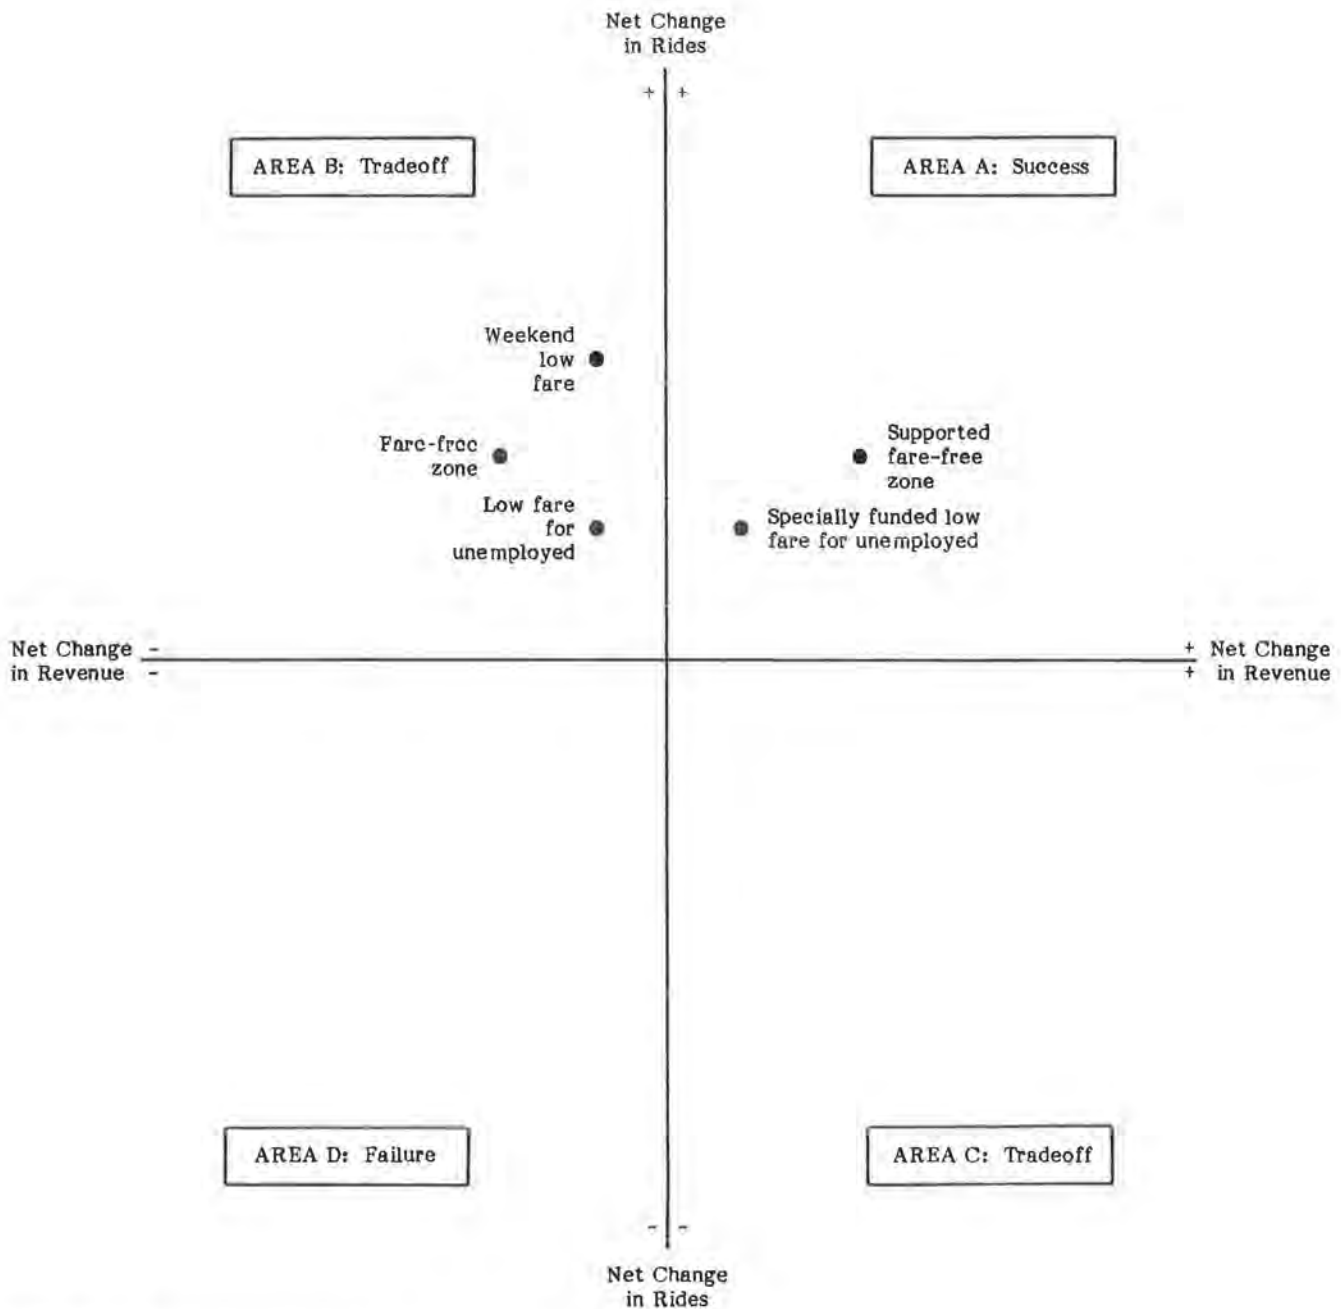 Net Change
in Rides
+ +
AREA B: Tradeoff
AREA A: Success
Weekend
low
fare
Fare-free
zone
Supported
fare-free
zone
Low fare
for
unemployed
Specially funded low
fare for unemployed
Net Change -
in Revenue -
+ Net Change
+ in Revenue
AREA D: Failure
AREA C: Tradeoff
- -
Net Change
in Rides